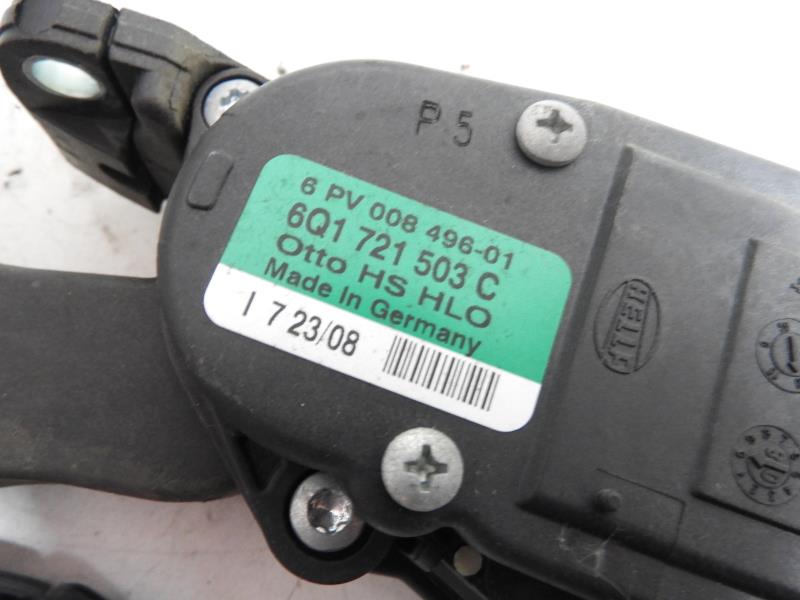 P 5
6 PV 008 496-01
6Q1 721 503 C
Otto HS HLO
Made in Germany
I 7 23/08
HELLA